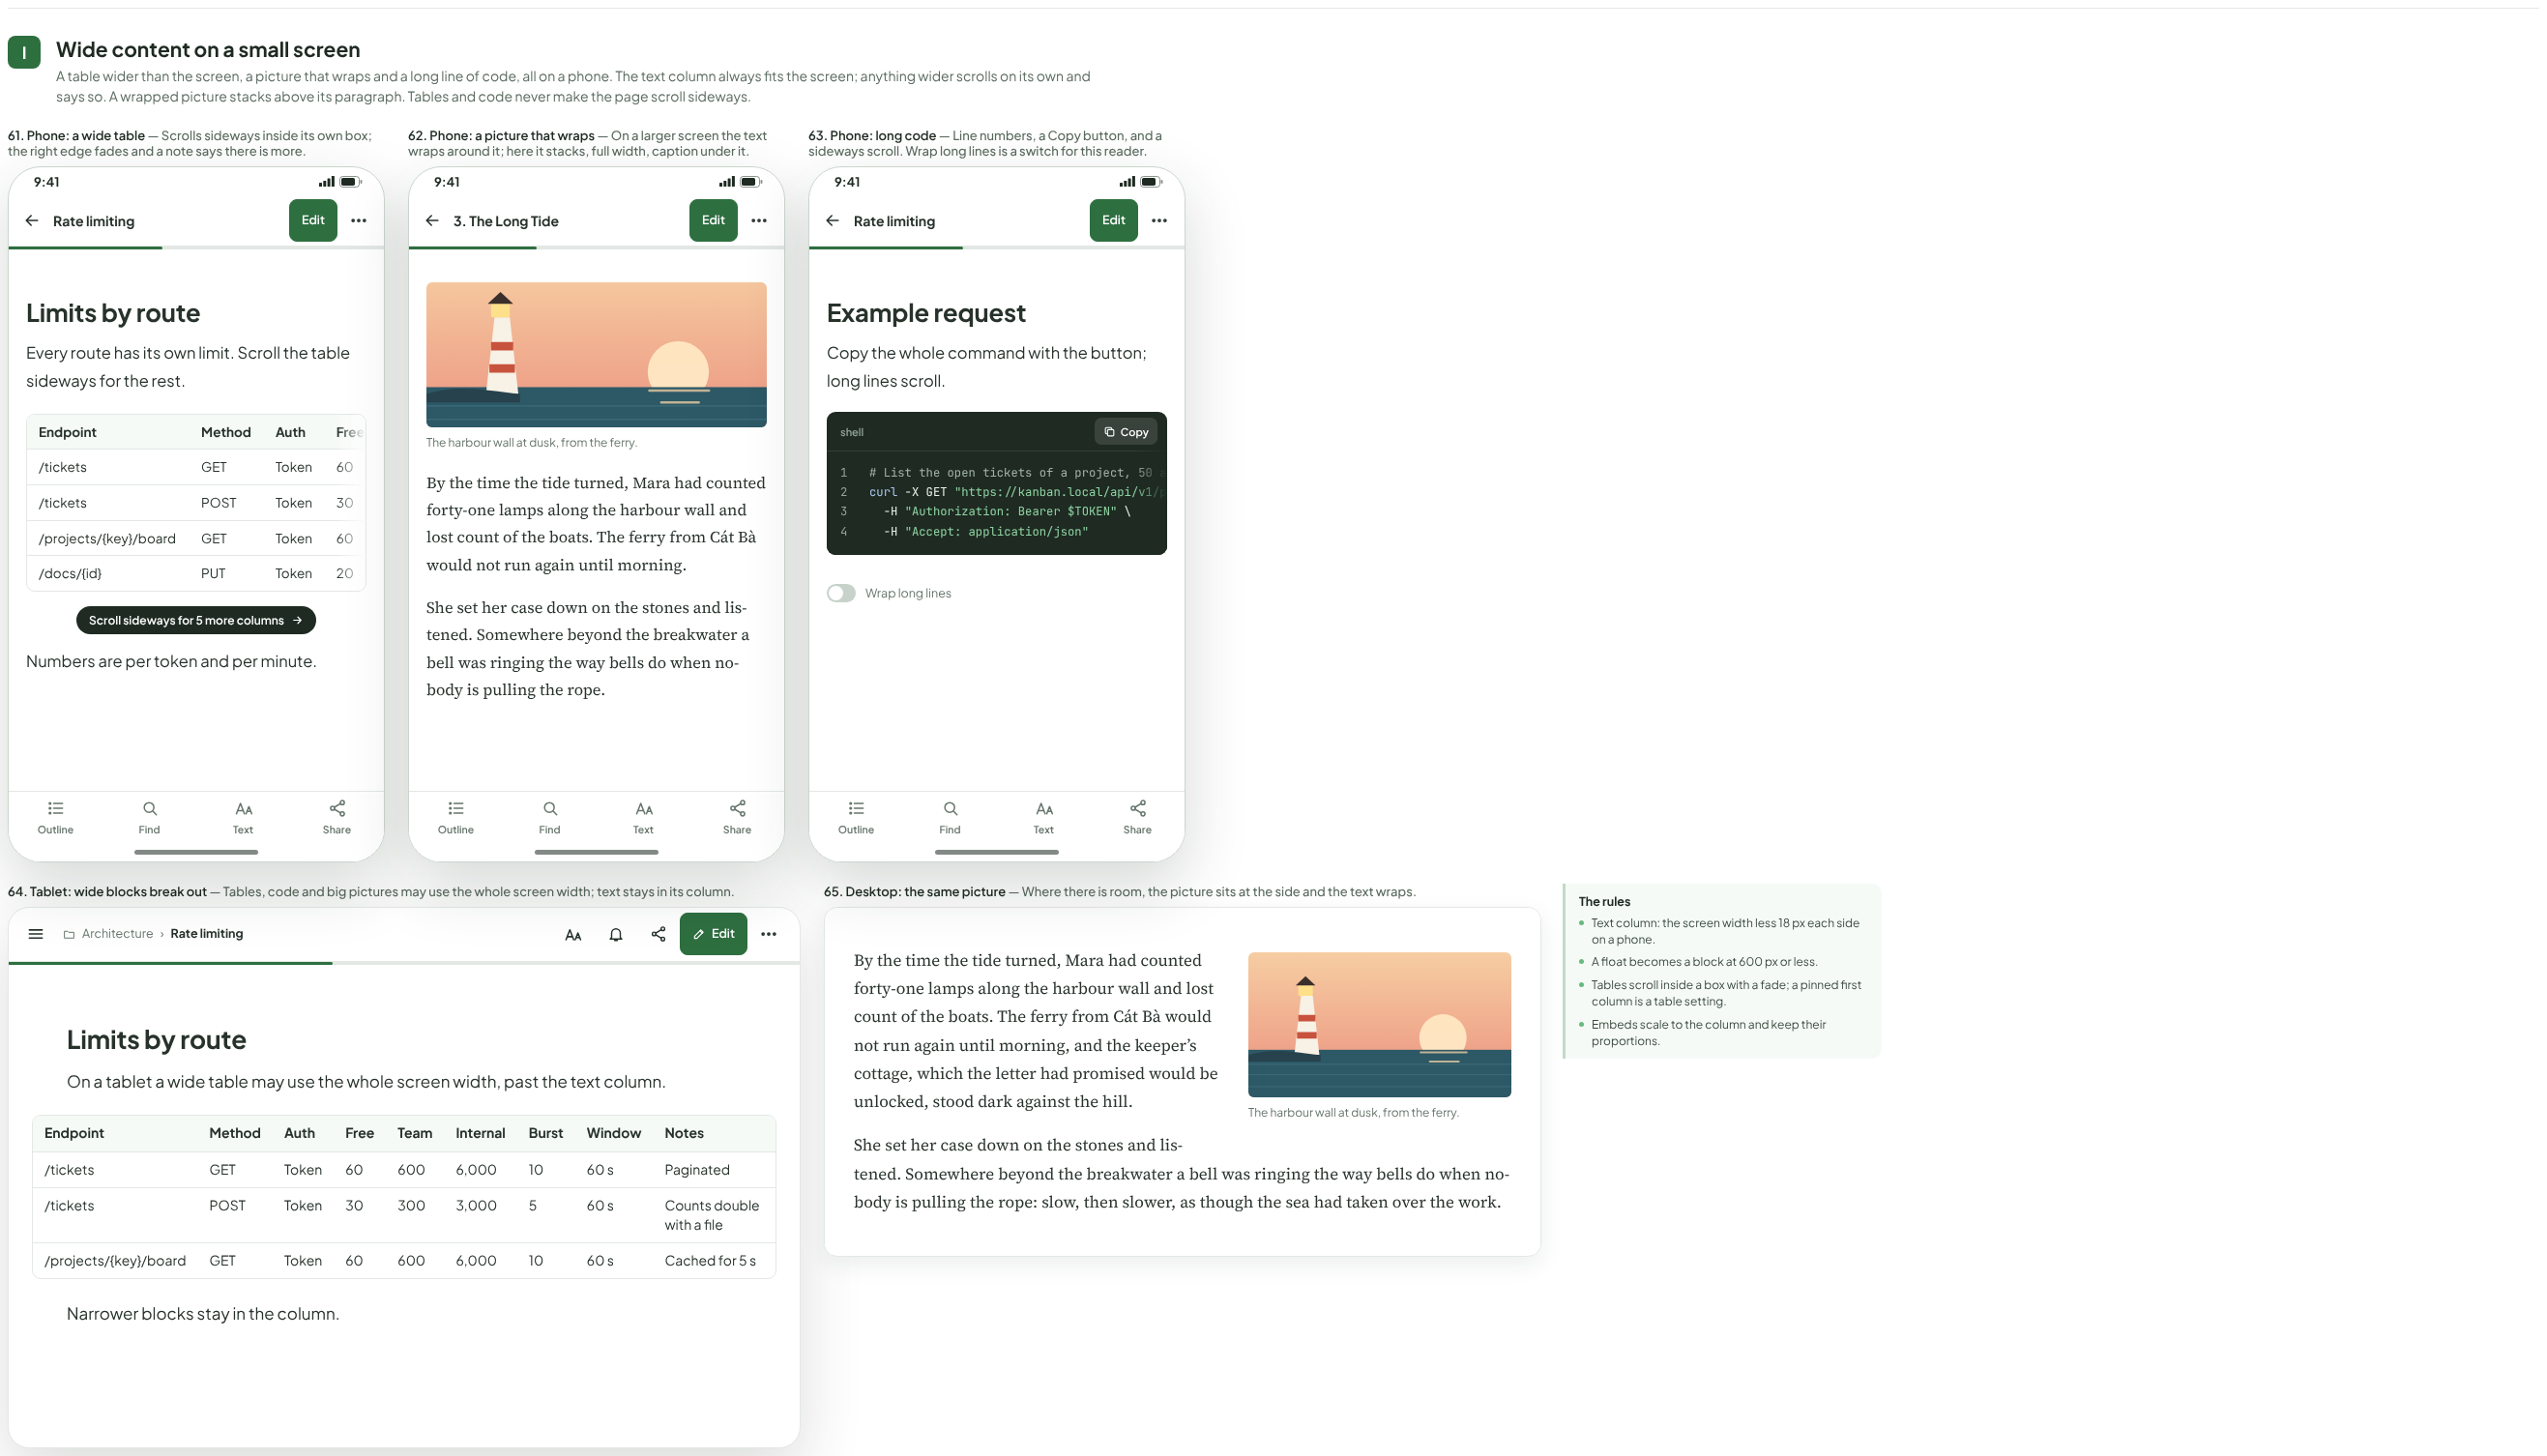 I
Wide content on a small screen
A table wider than the screen, a picture that wraps and a long line of code, all on a phone. The text column always fits the screen; anything wider scrolls on its own and
says so. A wrapped picture stacks above its paragraph. Tables and code never make the page scroll sideways.
61. Phone: a wide table — Scrolls sideways inside its own box;
the right edge fades and a note says there is more.
9:41
Rate limiting
Edit
Limits by route
Every route has its own limit. Scroll the table
sideways for the rest.
Endpoint Method Auth Free
/tickets GET Token 60
/tickets POST Token 30
/projects/{key}/board GET Token 60
/docs/{id} PUT Token 20
Scroll sideways for 5 more columns →
Numbers are per token and per minute.
Outline Find Text Share
62. Phone: a picture that wraps — On a larger screen the text
wraps around it; here it stacks, full width, caption under it.
9:41
3. The Long Tide
Edit
The harbour wall at dusk, from the ferry.
By the time the tide turned, Mara had counted
forty-one lamps along the harbour wall and
lost count of the boats. The ferry from Cát Bà
would not run again until morning.
She set her case down on the stones and lis-
tened. Somewhere beyond the breakwater a
bell was ringing the way bells do when no-
body is pulling the rope.
Outline Find Text Share
63. Phone: long code — Line numbers, a Copy button, and a
sideways scroll. Wrap long lines is a switch for this reader.
9:41
Rate limiting
Edit
Example request
Copy the whole command with the button;
long lines scroll.
shell
Copy
1 # List the open tickets of a project, 50
2 curl -X GET "https://kanban.local/api/v1/
3 -H "Authorization: Bearer $TOKEN" \
4 -H "Accept: application/json"
Wrap long lines
Outline Find Text Share
64. Tablet: wide blocks break out — Tables, code and big pictures may use the whole screen width; text stays in its column.
Architecture › Rate limiting
AA
Edit
Limits by route
On a tablet a wide table may use the whole screen width, past the text column.
Endpoint Method Auth Free Team Internal Burst Window Notes
/tickets GET Token 60 600 6,000 10 60 s Paginated
/tickets POST Token 30 300 3,000 5 60 s Counts double
with a file
/projects/{key}/board GET Token 60 600 6,000 10 60 s Cached for 5 s
Narrower blocks stay in the column.
65. Desktop: the same picture — Where there is room, the picture sits at the side and the text wraps.
By the time the tide turned, Mara had counted
forty-one lamps along the harbour wall and lost
count of the boats. The ferry from Cát Bà would
not run again until morning, and the keeper’s
cottage, which the letter had promised would be
unlocked, stood dark against the hill.
The harbour wall at dusk, from the ferry.
She set her case down on the stones and lis-
tened. Somewhere beyond the breakwater a bell was ringing the way bells do when no-
body is pulling the rope: slow, then slower, as though the sea had taken over the work.
The rules
Text column: the screen width less 18 px each side
on a phone.
A float becomes a block at 600 px or less.
Tables scroll inside a box with a fade; a pinned first
column is a table setting.
Embeds scale to the column and keep their
proportions.